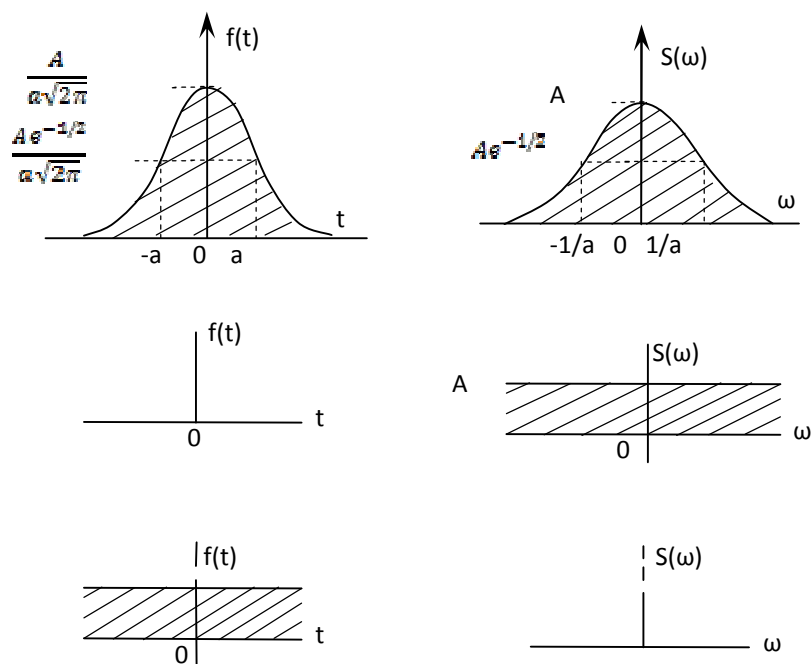 f(t)
A/(a√2π)
Ae^{-1/2}/(a√2π)
t
-a 0 a
S(ω)
A
Ae^{-1/2}
ω
-1/a 0 1/a
f(t)
t
0
S(ω)
A
0
ω
f(t)
t
0
S(ω)
ω